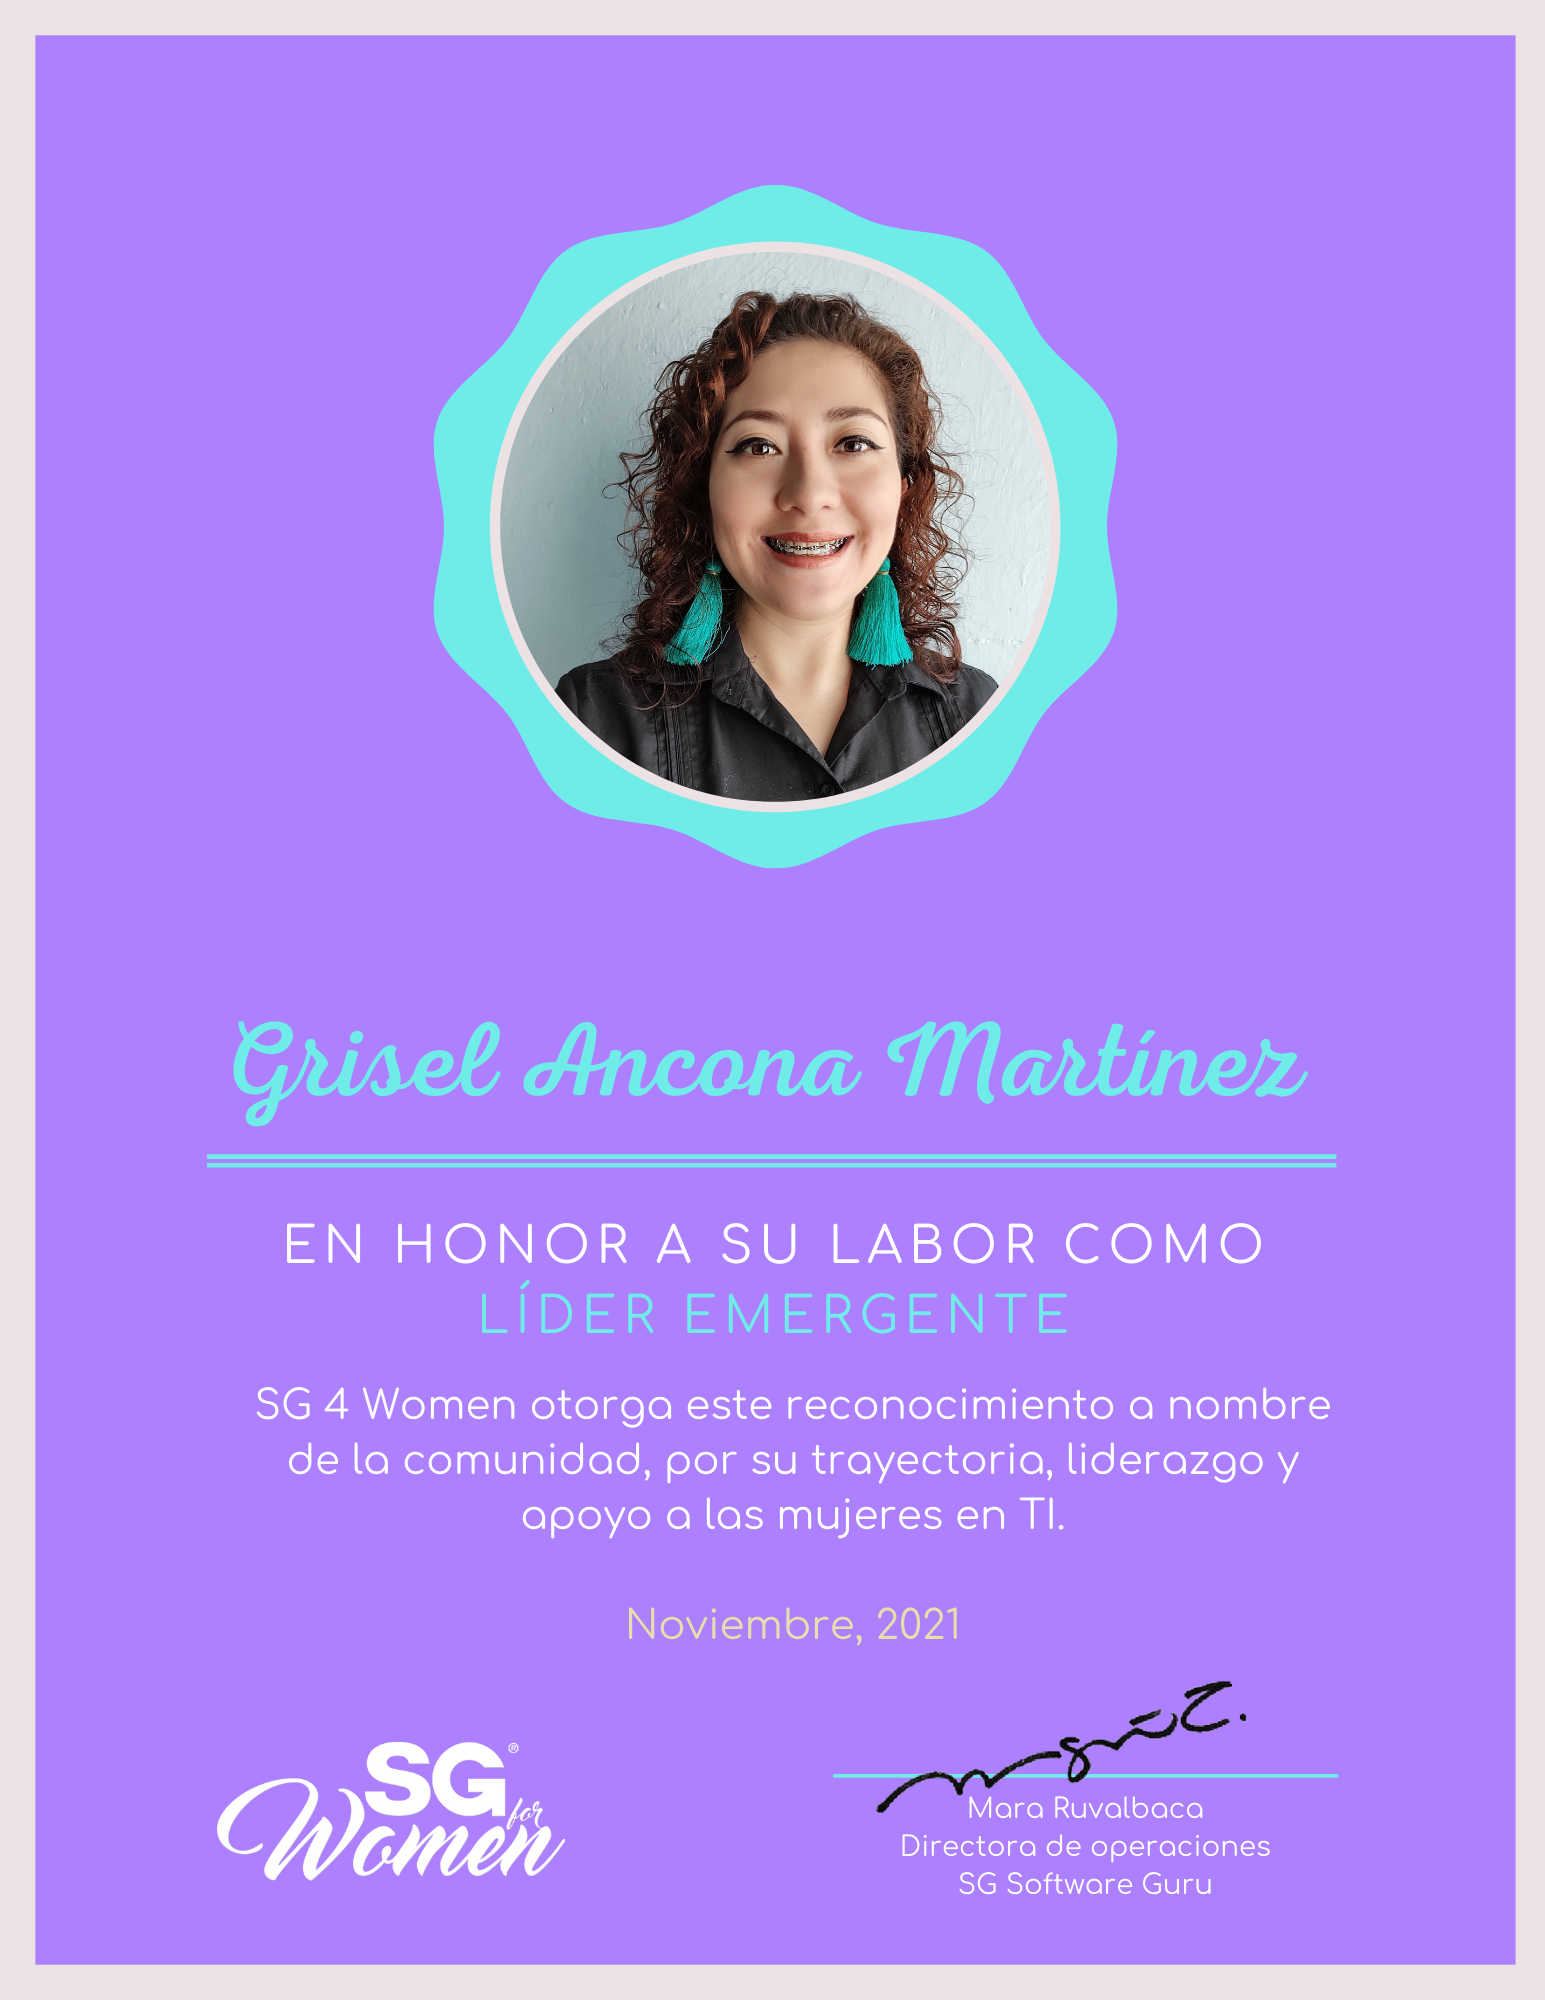 Grisel Ancona Martínez
EN HONOR A SU LABOR COMO
LÍDER EMERGENTE
SG 4 Women otorga este reconocimiento a nombre
de la comunidad, por su trayectoria, liderazgo y
apoyo a las mujeres en TI.
Noviembre, 2021
SG®
for
Women
Mara Ruvalbaca
Directora de operaciones
SG Software Guru